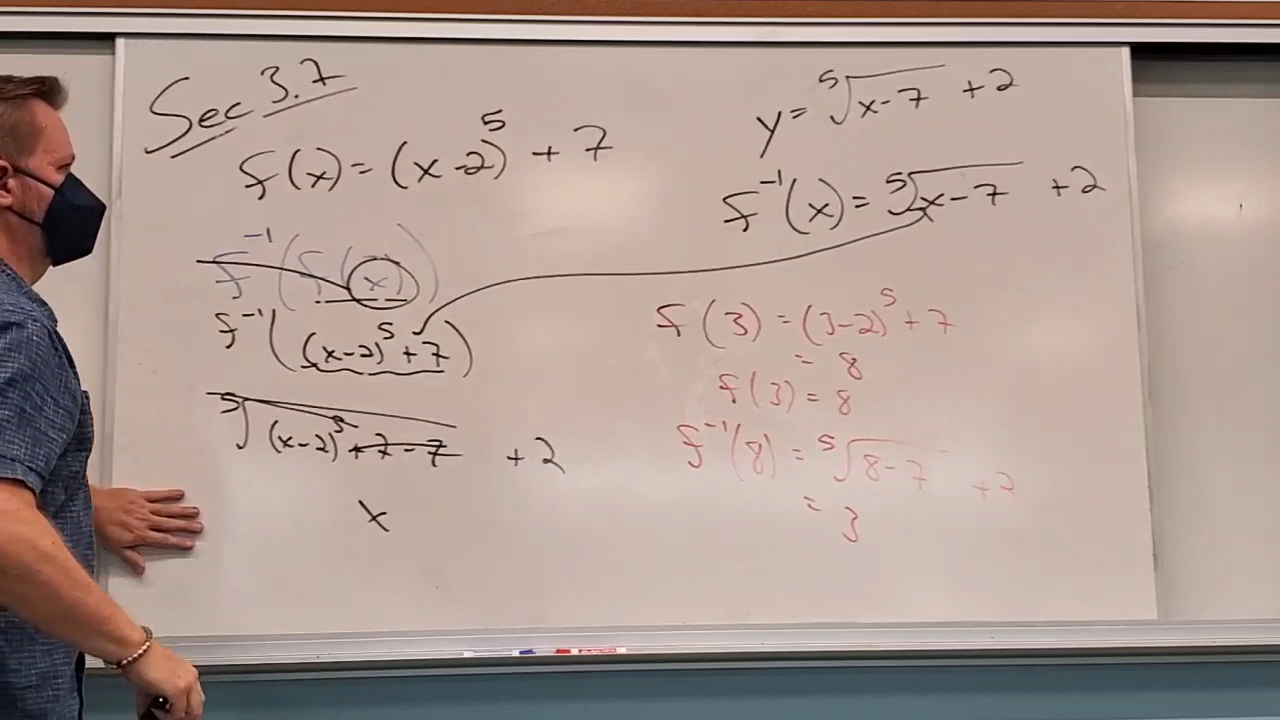 Sec 3.7
f(x) = (x-2)^5 + 7
f^-1(f(x))
f^-1((x-2)^5+7)
⁵√((x-2)^5+7-7) +2
x
y = ⁵√(x-7) +2
f^-1(x) = ⁵√(x-7) +2
f(3) = (3-2)^5 + 7
= 8
f(3) = 8
f^-1(8) = ⁵√(8-7) +2
= 3